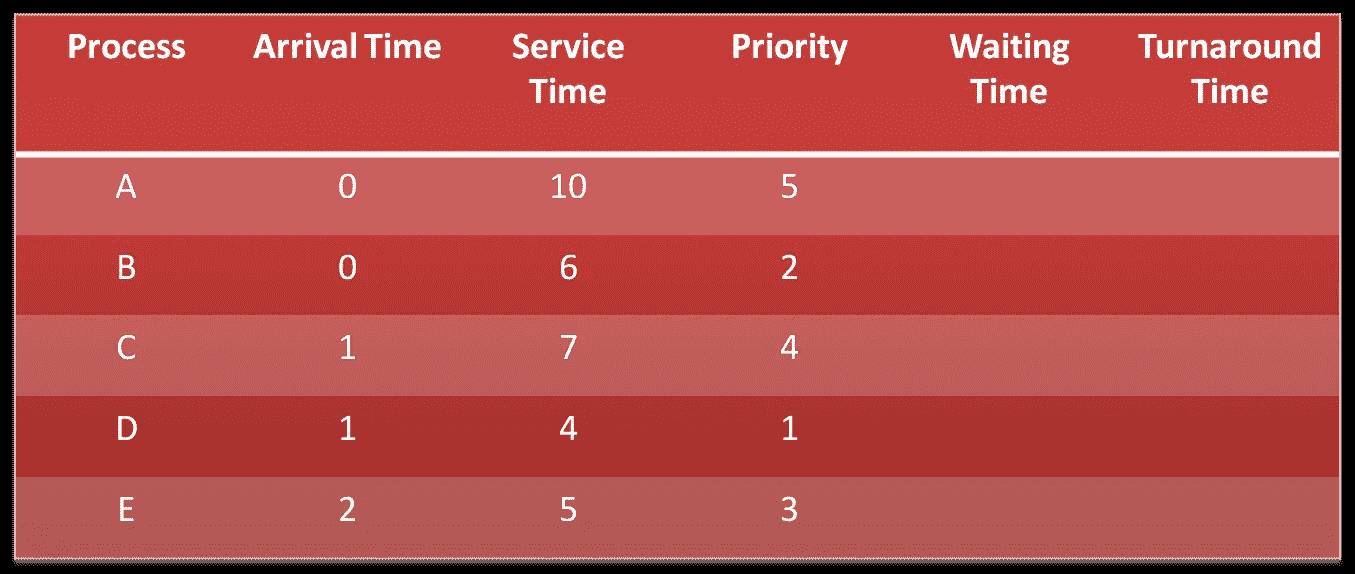 Process Arrival Time Service Time Priority Waiting Time Turnaround Time
A 0 10 5
B 0 6 2
C 1 7 4
D 1 4 1
E 2 5 3